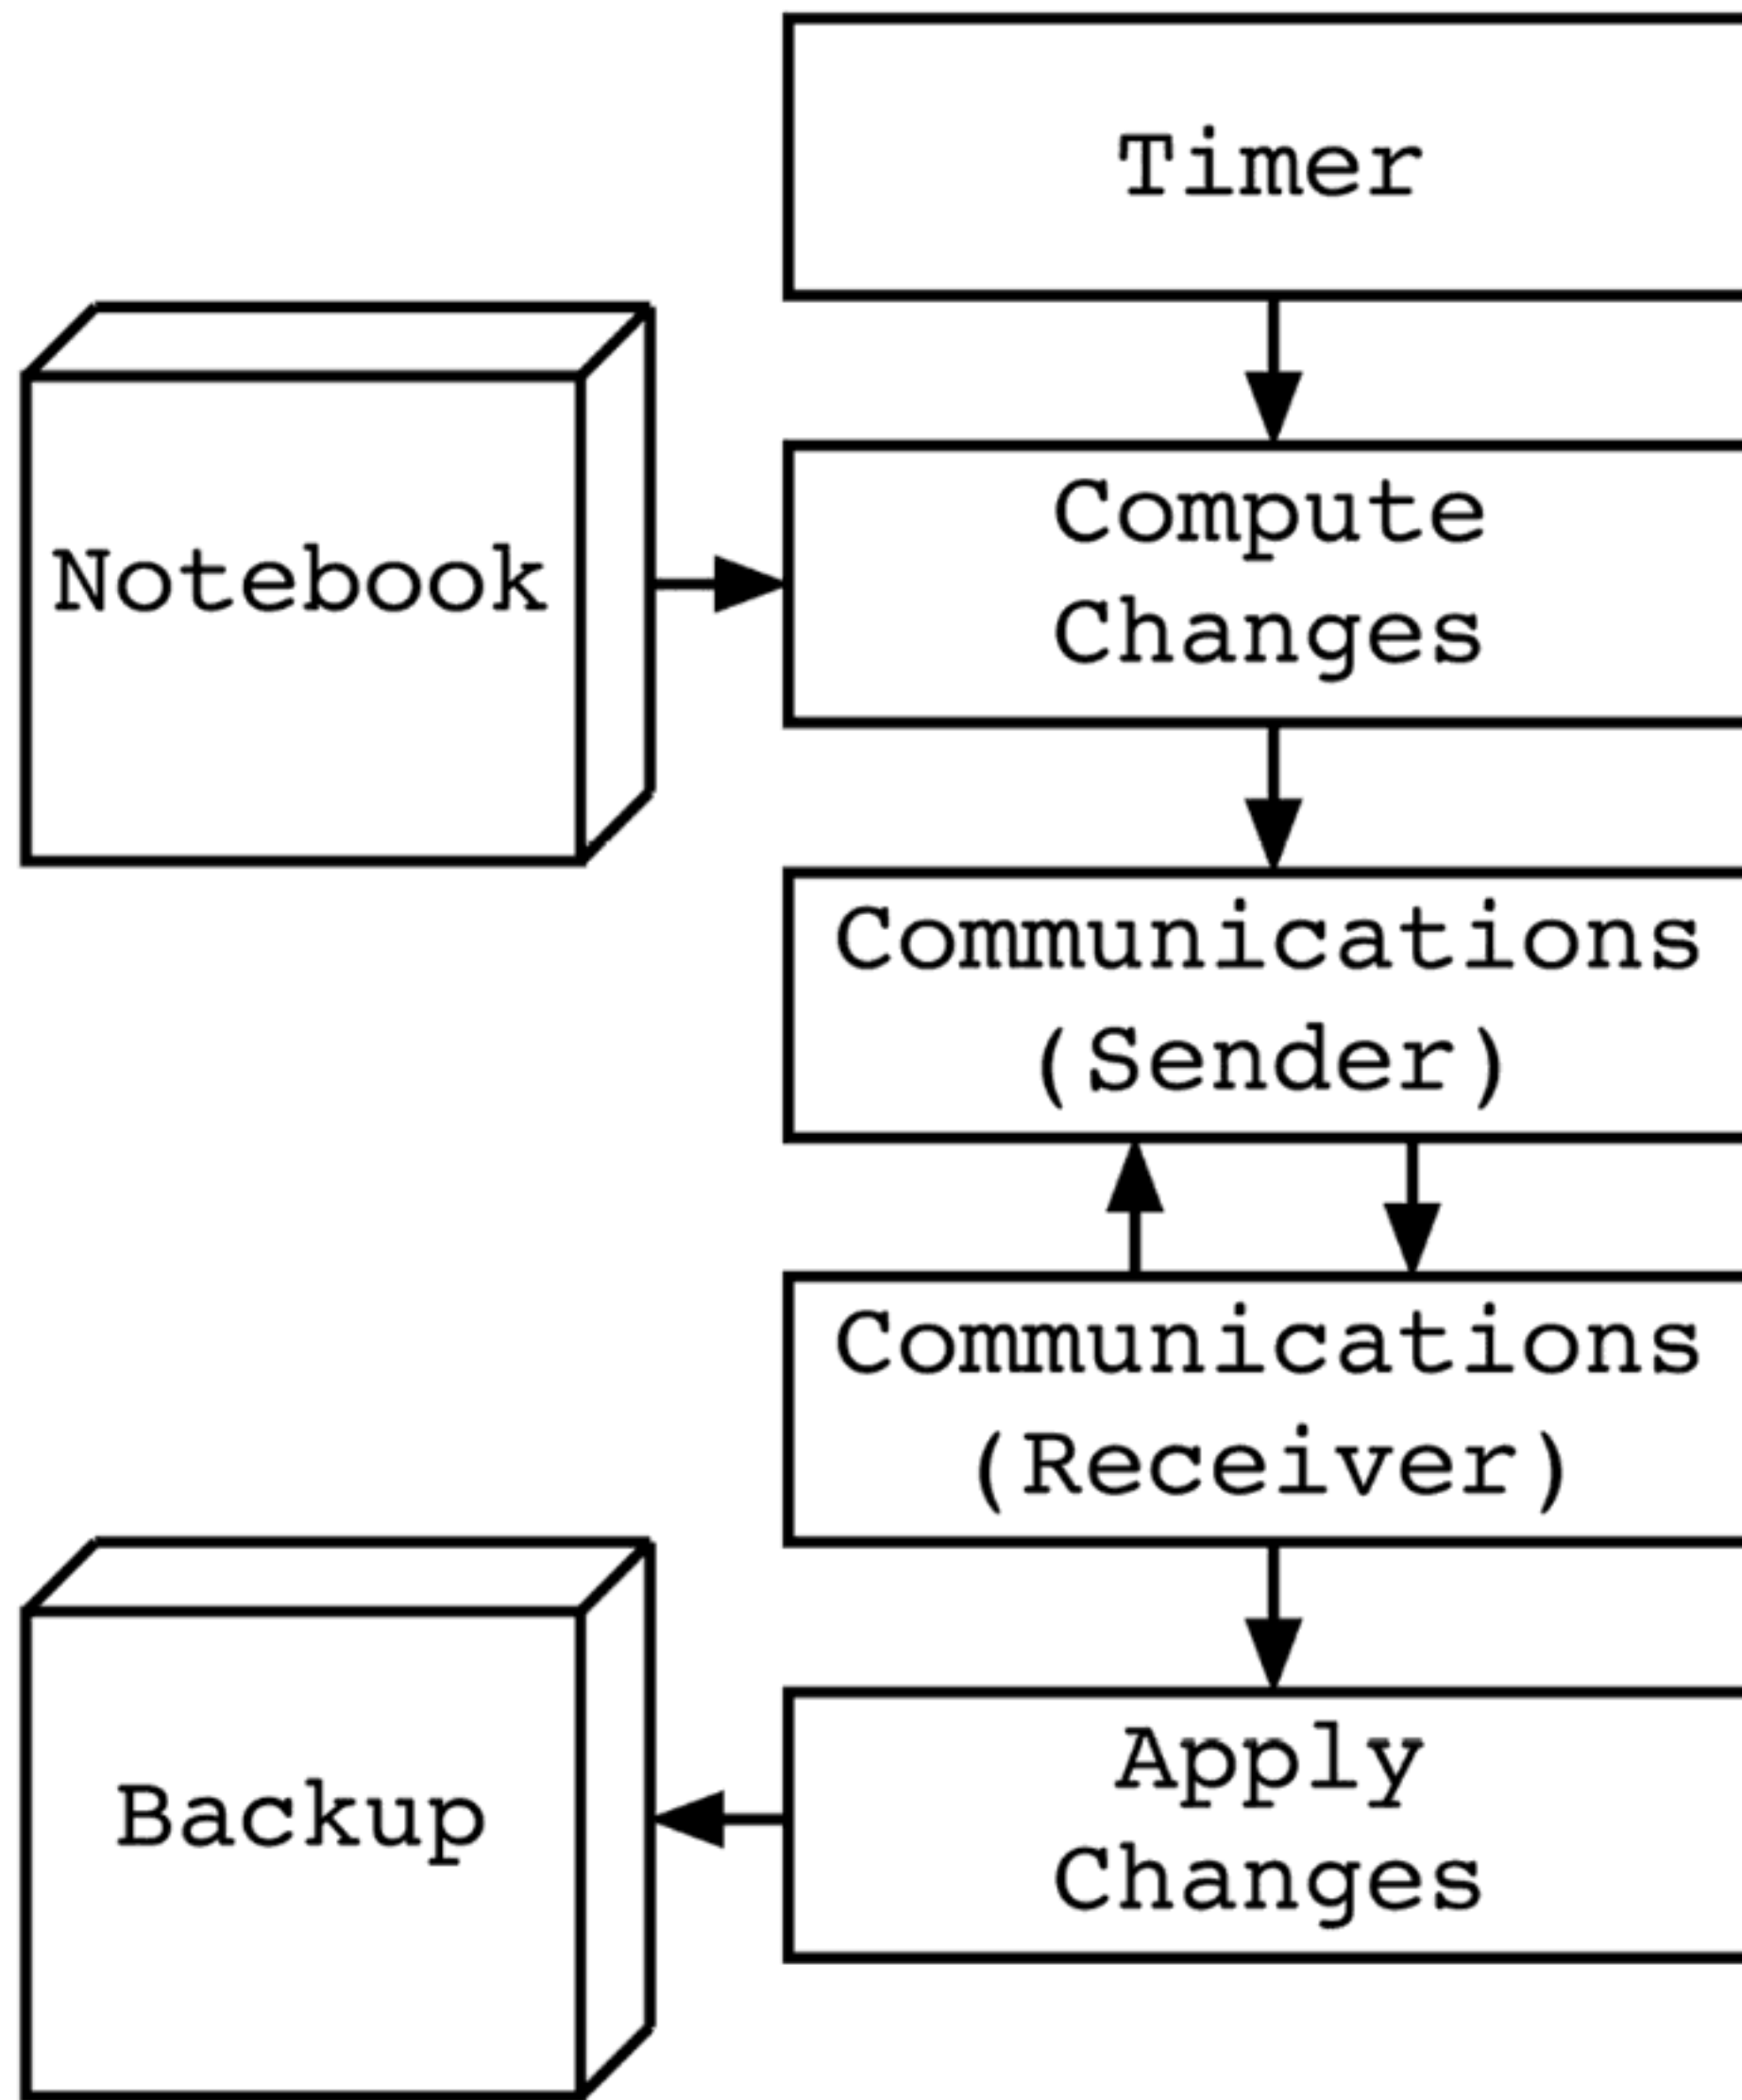 Timer
Notebook
Compute
Changes
Communications
(Sender)
Communications
(Receiver)
Backup
Apply
Changes